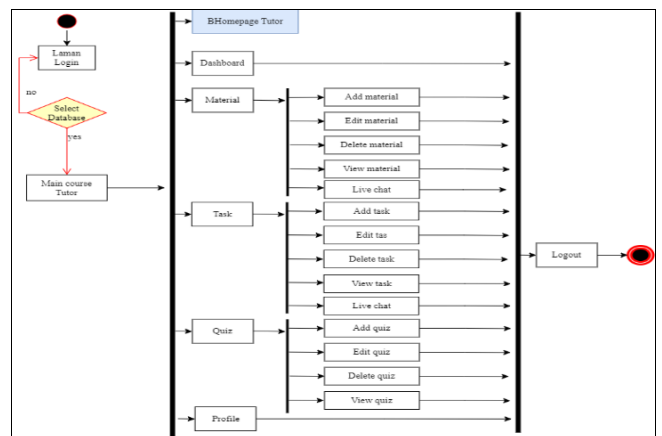 BHomepage Tutor
Laman
Login
Dashboard
no
Material
Add material
Select
Database
Edit material
yes
Delete material
View material
Main course
Tutor
Live chat
Task
Add task
Edit tas
Logout
Delete task
View task
Live chat
Quiz
Add quiz
Edit quiz
Delete quiz
View quiz
Profile